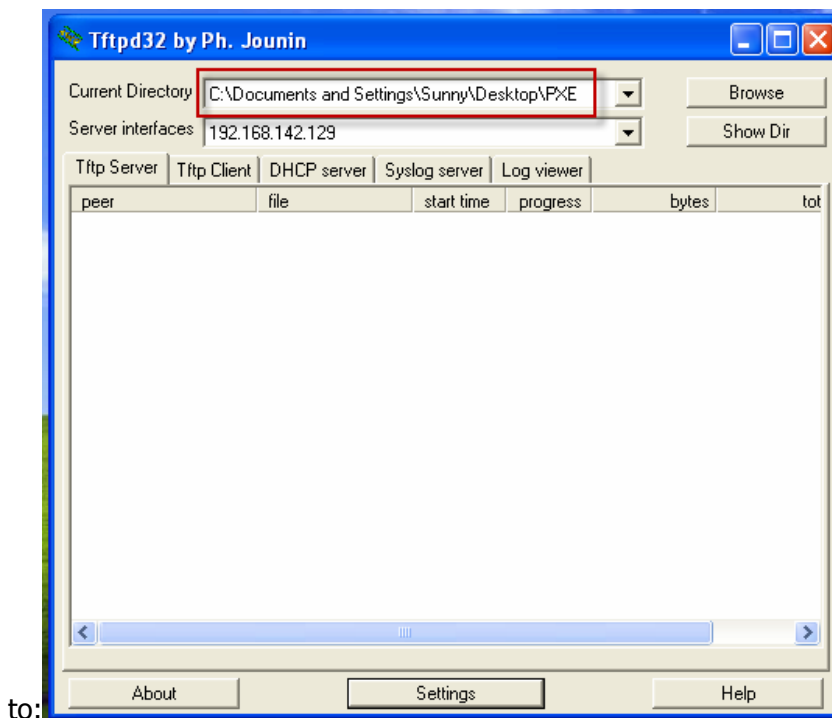 Tftpd32 by Ph. Jounin
Current Directory C:\Documents and Settings\Sunny\Desktop\PXE Browse
Server interfaces 192.168.142.129 Show Dir
Tftp Server Tftp Client DHCP server Syslog server Log viewer
peer file start time progress bytes tot
About Settings Help
to: